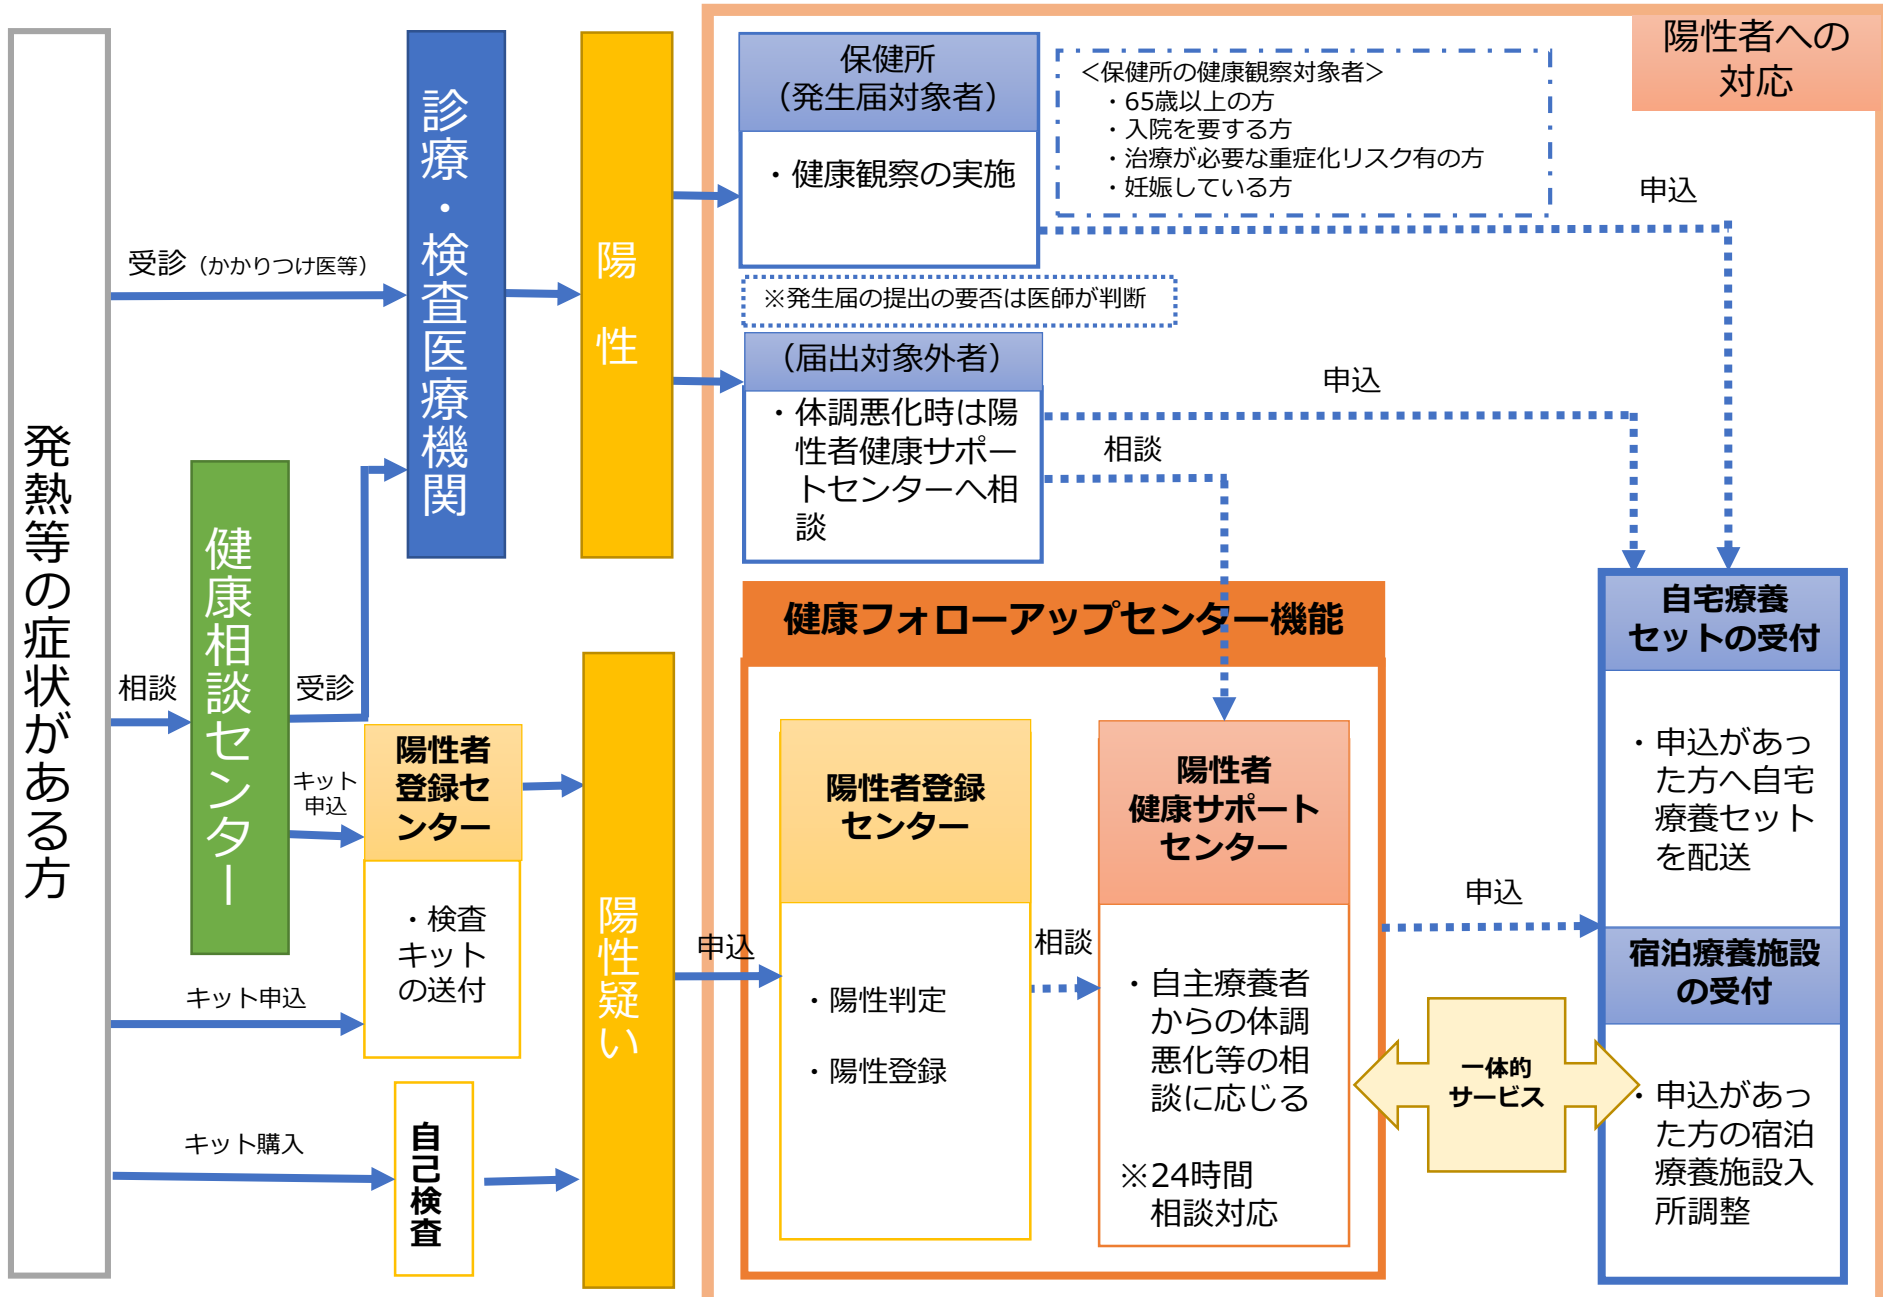 発熱等の症状がある方
受診（かかりつけ医等）
相談
健康相談センター
受診
キット
申込
キット申込
キット購入
診療・検査医療機関
陽性者
登録セ
ンター
・検査
キット
の送付
自己検査
陽性
陽性疑い
申込
陽性者への
対応
保健所
（発生届対象者）
・健康観察の実施
＜保健所の健康観察対象者＞
・65歳以上の方
・入院を要する方
・治療が必要な重症化リスク有の方
・妊娠している方
申込
※発生届の提出の要否は医師が判断
（届出対象外者）
・体調悪化時は陽
性者健康サポー
トセンターへ相
談
申込
相談
健康フォローアップセンター機能
陽性者登録
センター
・陽性判定
・陽性登録
相談
陽性者
健康サポート
センター
・自主療養者
からの体調
悪化等の相
談に応じる
※24時間
相談対応
申込
一体的
サービス
自宅療養
セットの受付
・申込があっ
た方へ自宅
療養セット
を配送
宿泊療養施設
の受付
・申込があっ
た方の宿泊
療養施設入
所調整